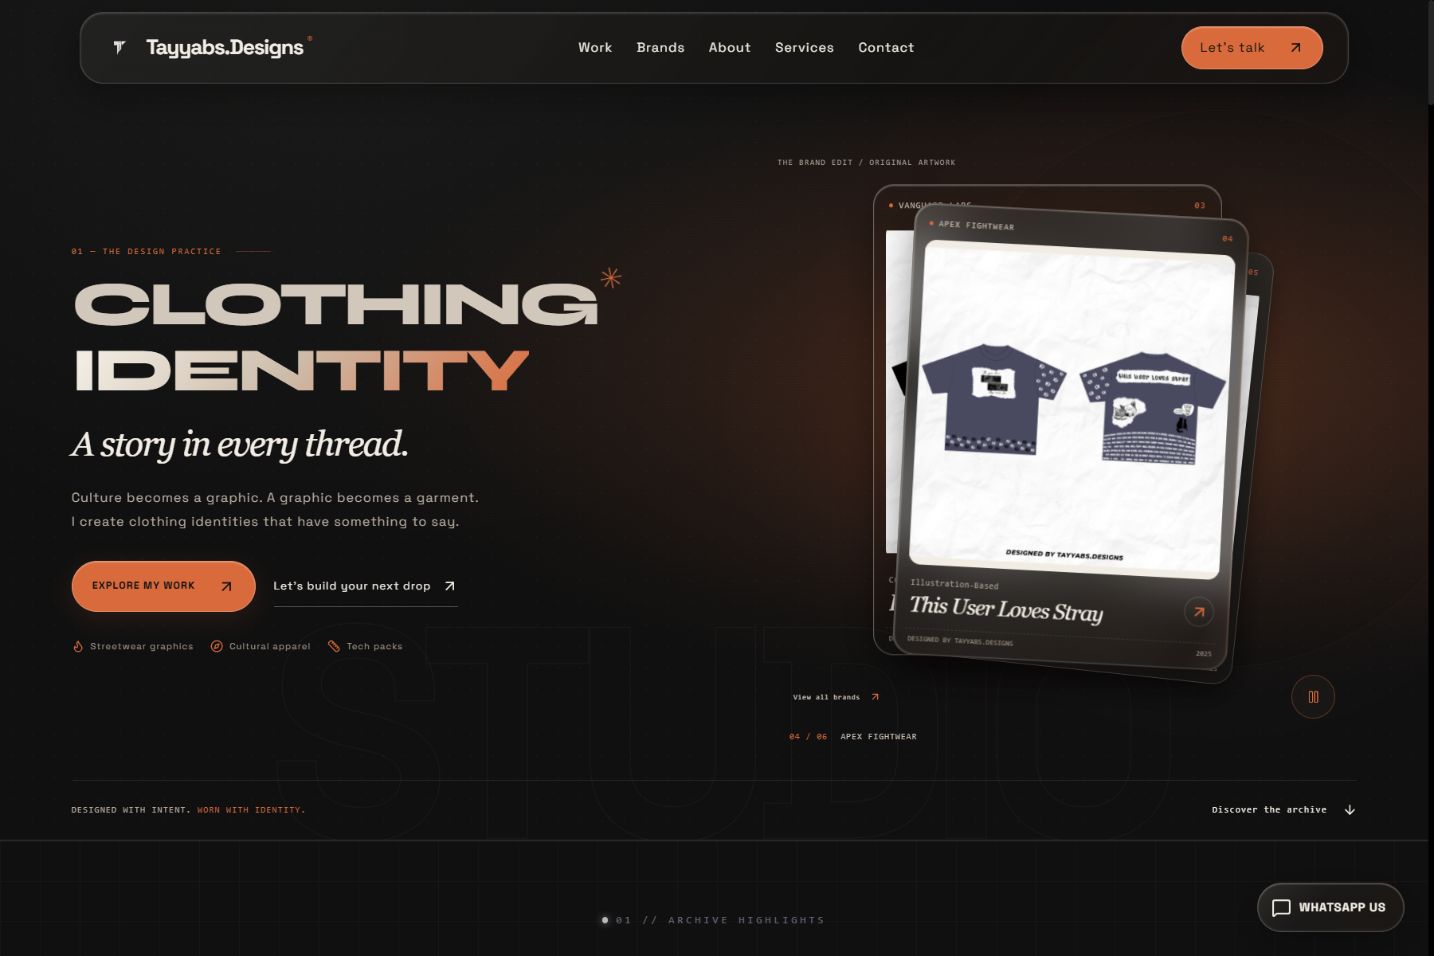 Tayyabs.Designs®
Work
Brands
About
Services
Contact
Let's talk
THE BRAND EDIT / ORIGINAL ARTWORK
01 — THE DESIGN PRACTICE
CLOTHING
IDENTITY
A story in every thread.
Culture becomes a graphic. A graphic becomes a garment.
I create clothing identities that have something to say.
EXPLORE MY WORK
Let's build your next drop
Streetwear graphics
Cultural apparel
Tech packs
03
APEX FIGHTWEAR
04
05
THIS USER LOVES STRAY
DESIGNED BY TAYYABS.DESIGNS
Illustration-Based
This User Loves Stray
DESIGNED BY TAYYABS.DESIGNS
2025
View all brands
04 / 06 APEX FIGHTWEAR
STUDIO
DESIGNED WITH INTENT. WORN WITH IDENTITY.
Discover the archive
01 // ARCHIVE HIGHLIGHTS
WHATSAPP US